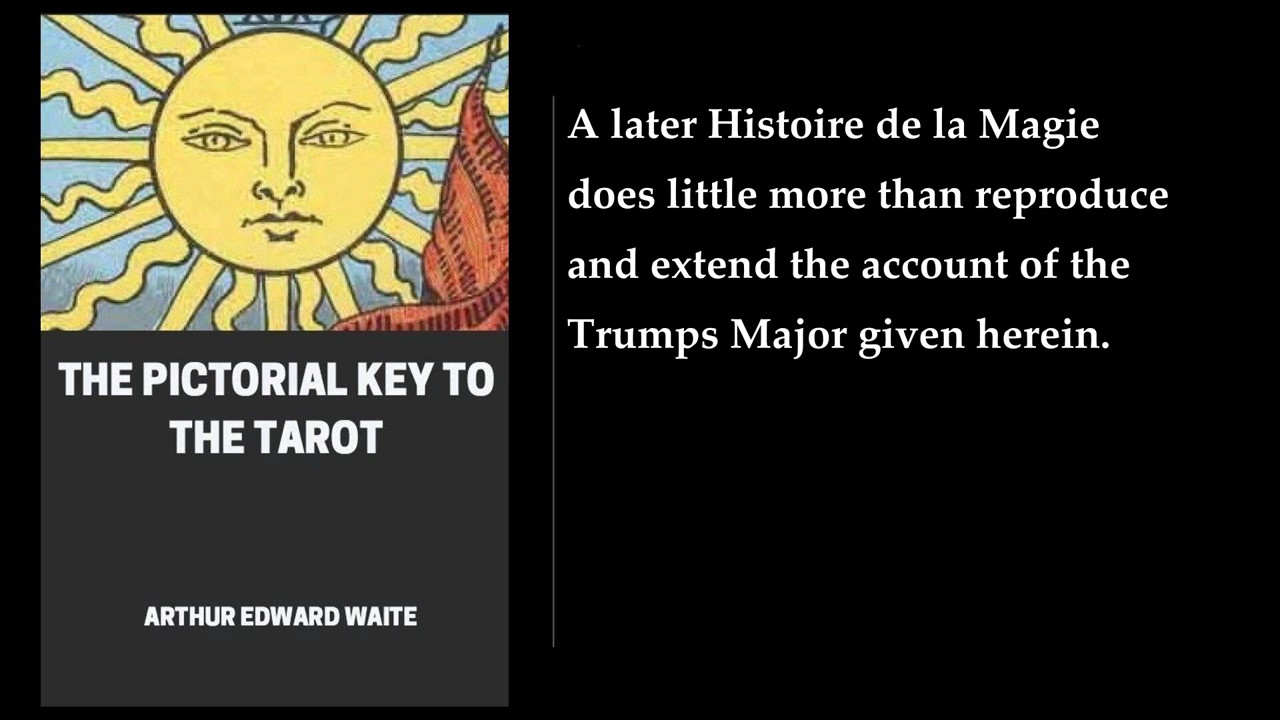 THE PICTORIAL KEY TO
THE TAROT
ARTHUR EDWARD WAITE
A later Histoire de la Magie
does little more than reproduce
and extend the account of the
Trumps Major given herein.